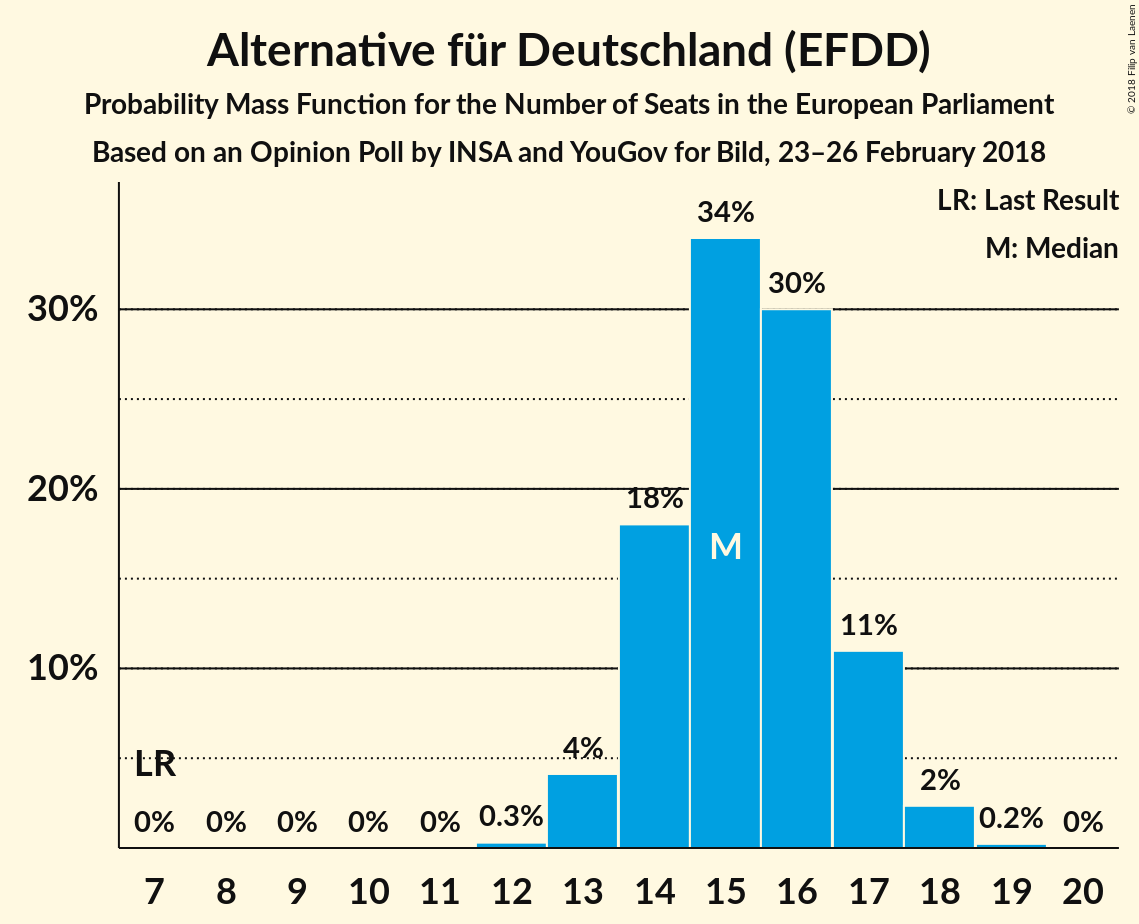 © 2018 Filip van Laenen
Alternative für Deutschland (EFDD)
Probability Mass Function for the Number of Seats in the European Parliament
Based on an Opinion Poll by INSA and YouGov for Bild, 23–26 February 2018
LR: Last Result
M: Median
34%
30%
30%
20%
18%
M
11%
10%
4%
LR
2%
0% 0% 0% 0% 0% 0.3% 0.2% 0%
7 8 9 10 11 12 13 14 15 16 17 18 19 20